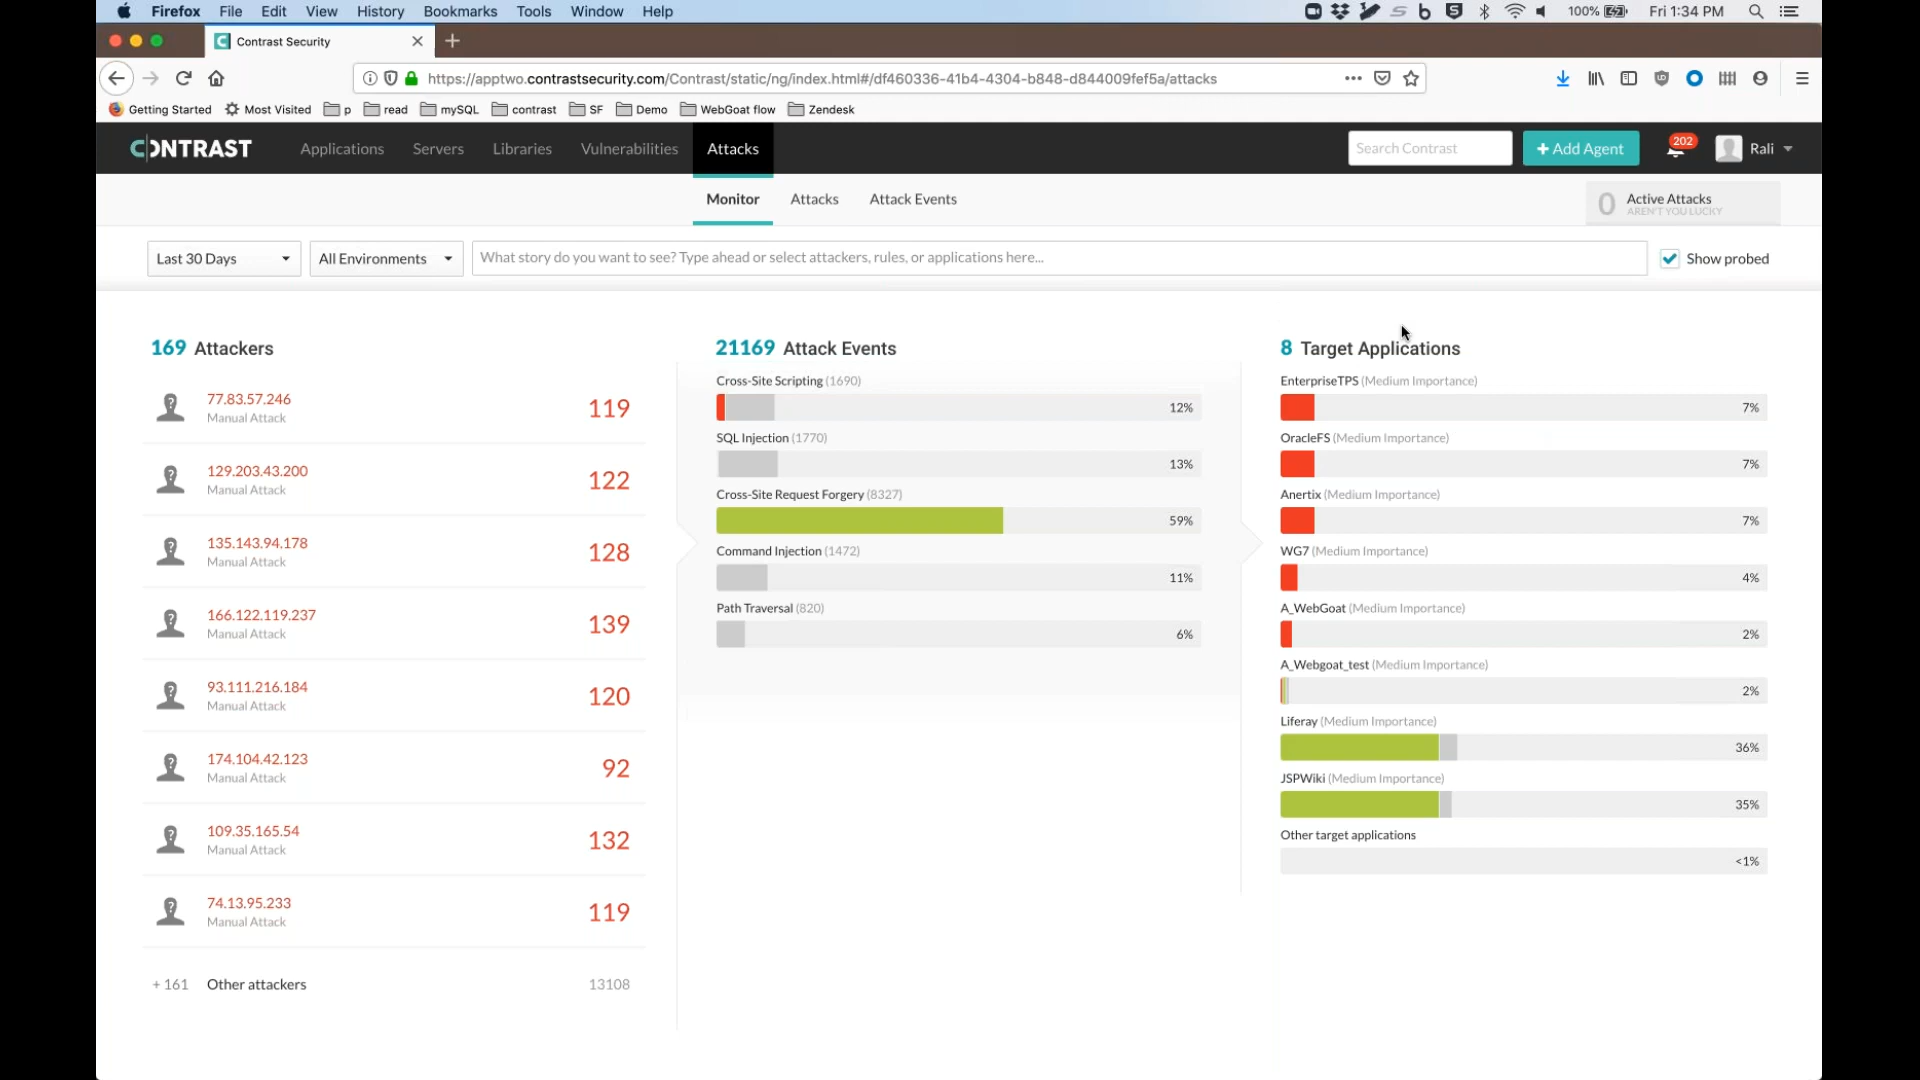 Firefox File Edit View History Bookmarks Tools Window Help 100% Fri 1:34 PM
Contrast Security
https://apptwo.contrastsecurity.com/Contrast/static/ng/index.html#/df460336-41b4-4304-b848-d844009fef5a/attacks
Getting Started Most Visited p read mySQL contrast SF Demo WebGoat flow Zendesk
CONTRAST Applications Servers Libraries Vulnerabilities Attacks Search Contrast + Add Agent 202 Rali
Monitor Attacks Attack Events 0 Active Attacks
AREN'T YOU LUCKY
Last 30 Days All Environments What story do you want to see? Type ahead or select attackers, rules, or applications here... Show probed
169 Attackers
77.83.57.246
Manual Attack
119
129.203.43.200
Manual Attack
122
135.143.94.178
Manual Attack
128
166.122.119.237
Manual Attack
139
93.111.216.184
Manual Attack
120
174.104.42.123
Manual Attack
92
109.35.165.54
Manual Attack
132
74.13.95.233
Manual Attack
119
+ 161 Other attackers 13108
21169 Attack Events
Cross-Site Scripting (1690)
12%
SQL Injection (1770)
13%
Cross-Site Request Forgery (8327)
59%
Command Injection (1472)
11%
Path Traversal (820)
6%
8 Target Applications
EnterpriseTPS (Medium Importance)
7%
OracleFS (Medium Importance)
7%
Anertix (Medium Importance)
7%
WG7 (Medium Importance)
4%
A_WebGoat (Medium Importance)
2%
A_Webgoat_test (Medium Importance)
2%
Liferay (Medium Importance)
36%
JSPWiki (Medium Importance)
35%
Other target applications
<1%